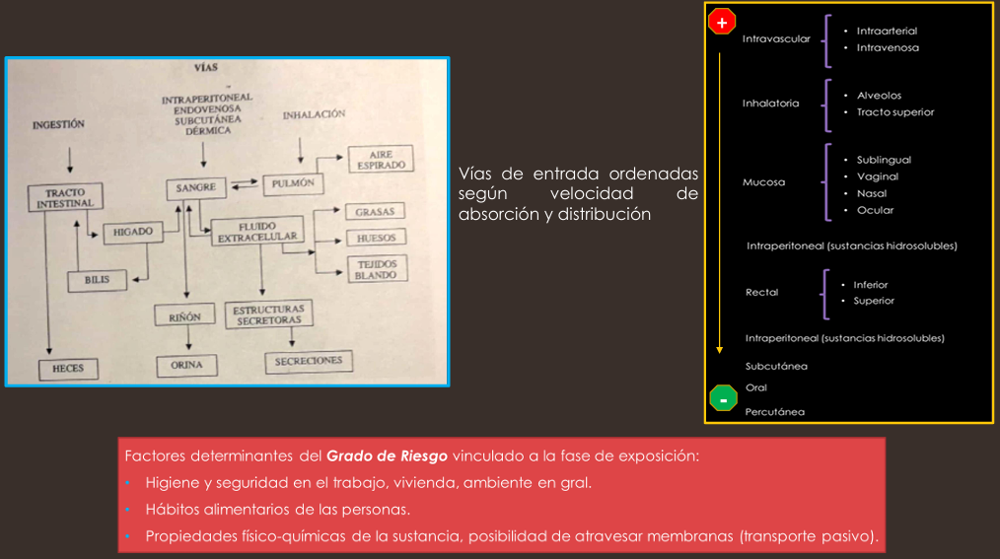 VÍAS
INTRAPERITONEAL
ENDOVENOSA
SUBCUTÁNEA
DÉRMICA
INGESTIÓN
INHALACIÓN
AIRE
ESPIRADO
TRACTO
INTESTINAL
SANGRE
PULMÓN
GRASAS
HIGADO
FLUIDO
EXTRACELULAR
HUESOS
TEJIDOS
BLANDO
BILIS
RIÑÓN
ESTRUCTURAS
SECRETORAS
HECES
ORINA
SECRECIONES
Vías de entrada ordenadas
según velocidad de
absorción y distribución
+
Intravascular
• Intraarterial
• Intravenosa
Inhalatoria
• Alveolos
• Tracto superior
Mucosa
• Sublingual
• Vaginal
• Nasal
• Ocular
Intraperitoneal (sustancias hidrosolubles)
Rectal
• Inferior
• Superior
Intraperitoneal (sustancias hidrosolubles)
Subcutánea
Oral
-
Percutánea
Factores determinantes del Grado de Riesgo vinculado a la fase de exposición:
• Higiene y seguridad en el trabajo, vivienda, ambiente en gral.
• Hábitos alimentarios de las personas.
• Propiedades físico-químicas de la sustancia, posibilidad de atravesar membranas (transporte pasivo).